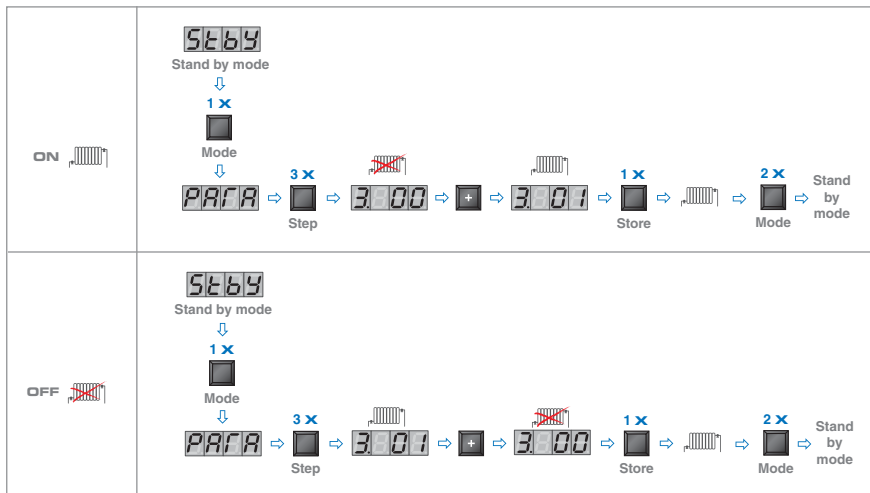 ON
Stby
Stand by mode
1 X
Mode
PARA
3 X
Step
3. 00
+
3. 01
1 X
Store
2 X
Mode
Stand
by
mode
OFF
Stby
Stand by mode
1 X
Mode
PARA
3 X
Step
3. 01
+
3. 00
1 X
Store
2 X
Mode
Stand
by
mode